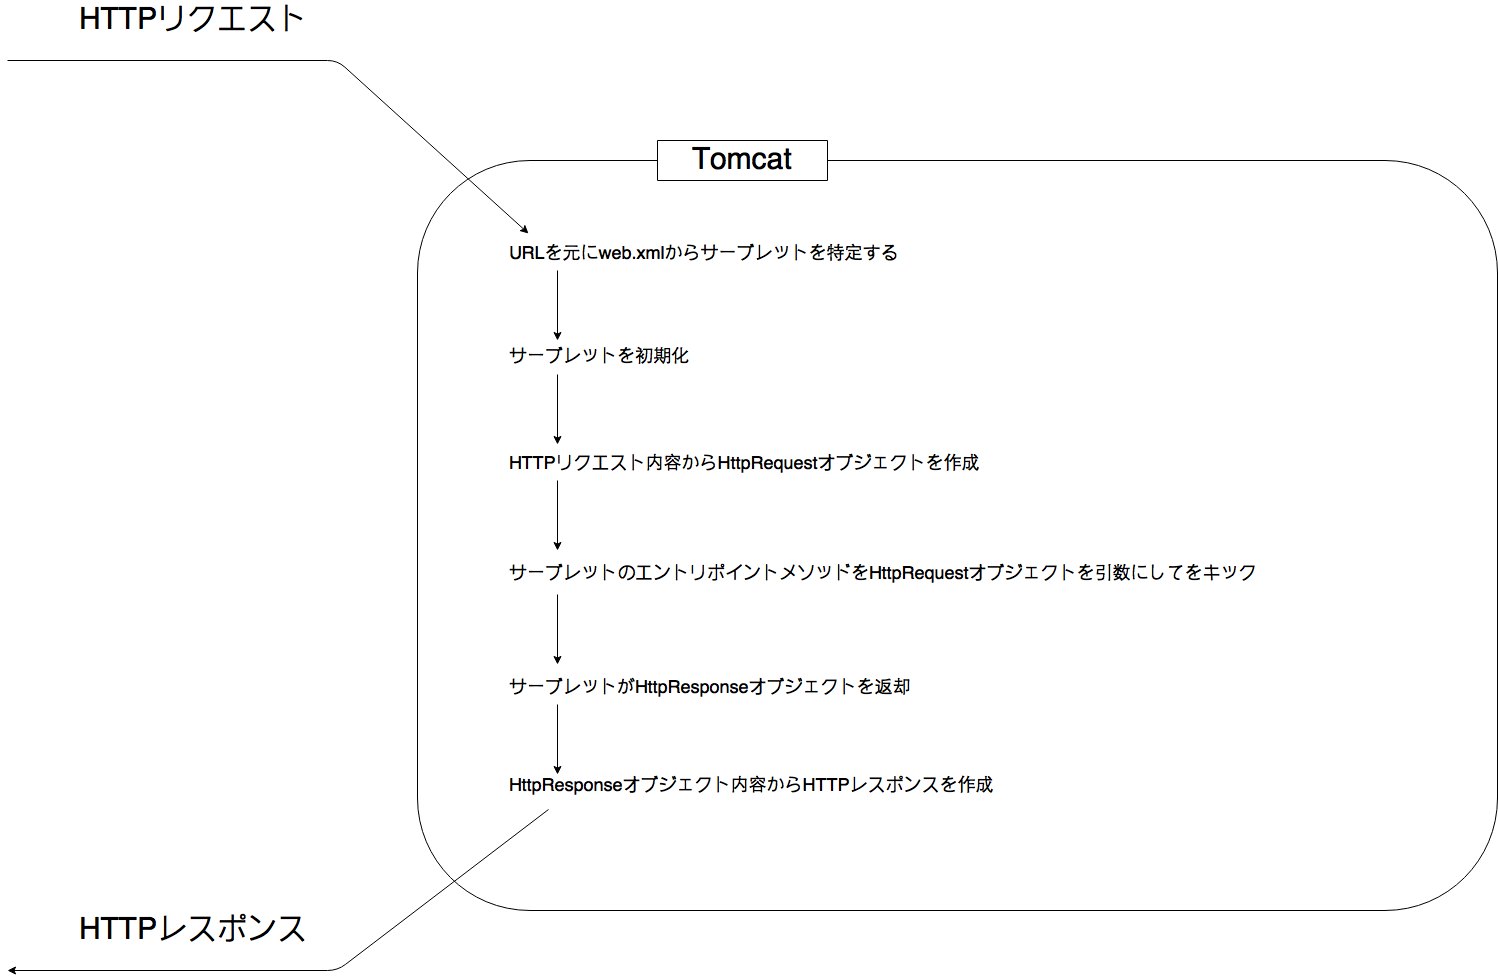 HTTPリクエスト
Tomcat
URLを元にweb.xmlからサーブレットを特定する
サーブレットを初期化
HTTPリクエスト内容からHttpRequestオブジェクトを作成
サーブレットのエントリポイントメソッドをHttpRequestオブジェクトを引数にしてをキック
サーブレットがHttpResponseオブジェクトを返却
HttpResponseオブジェクト内容からHTTPレスポンスを作成
HTTPレスポンス